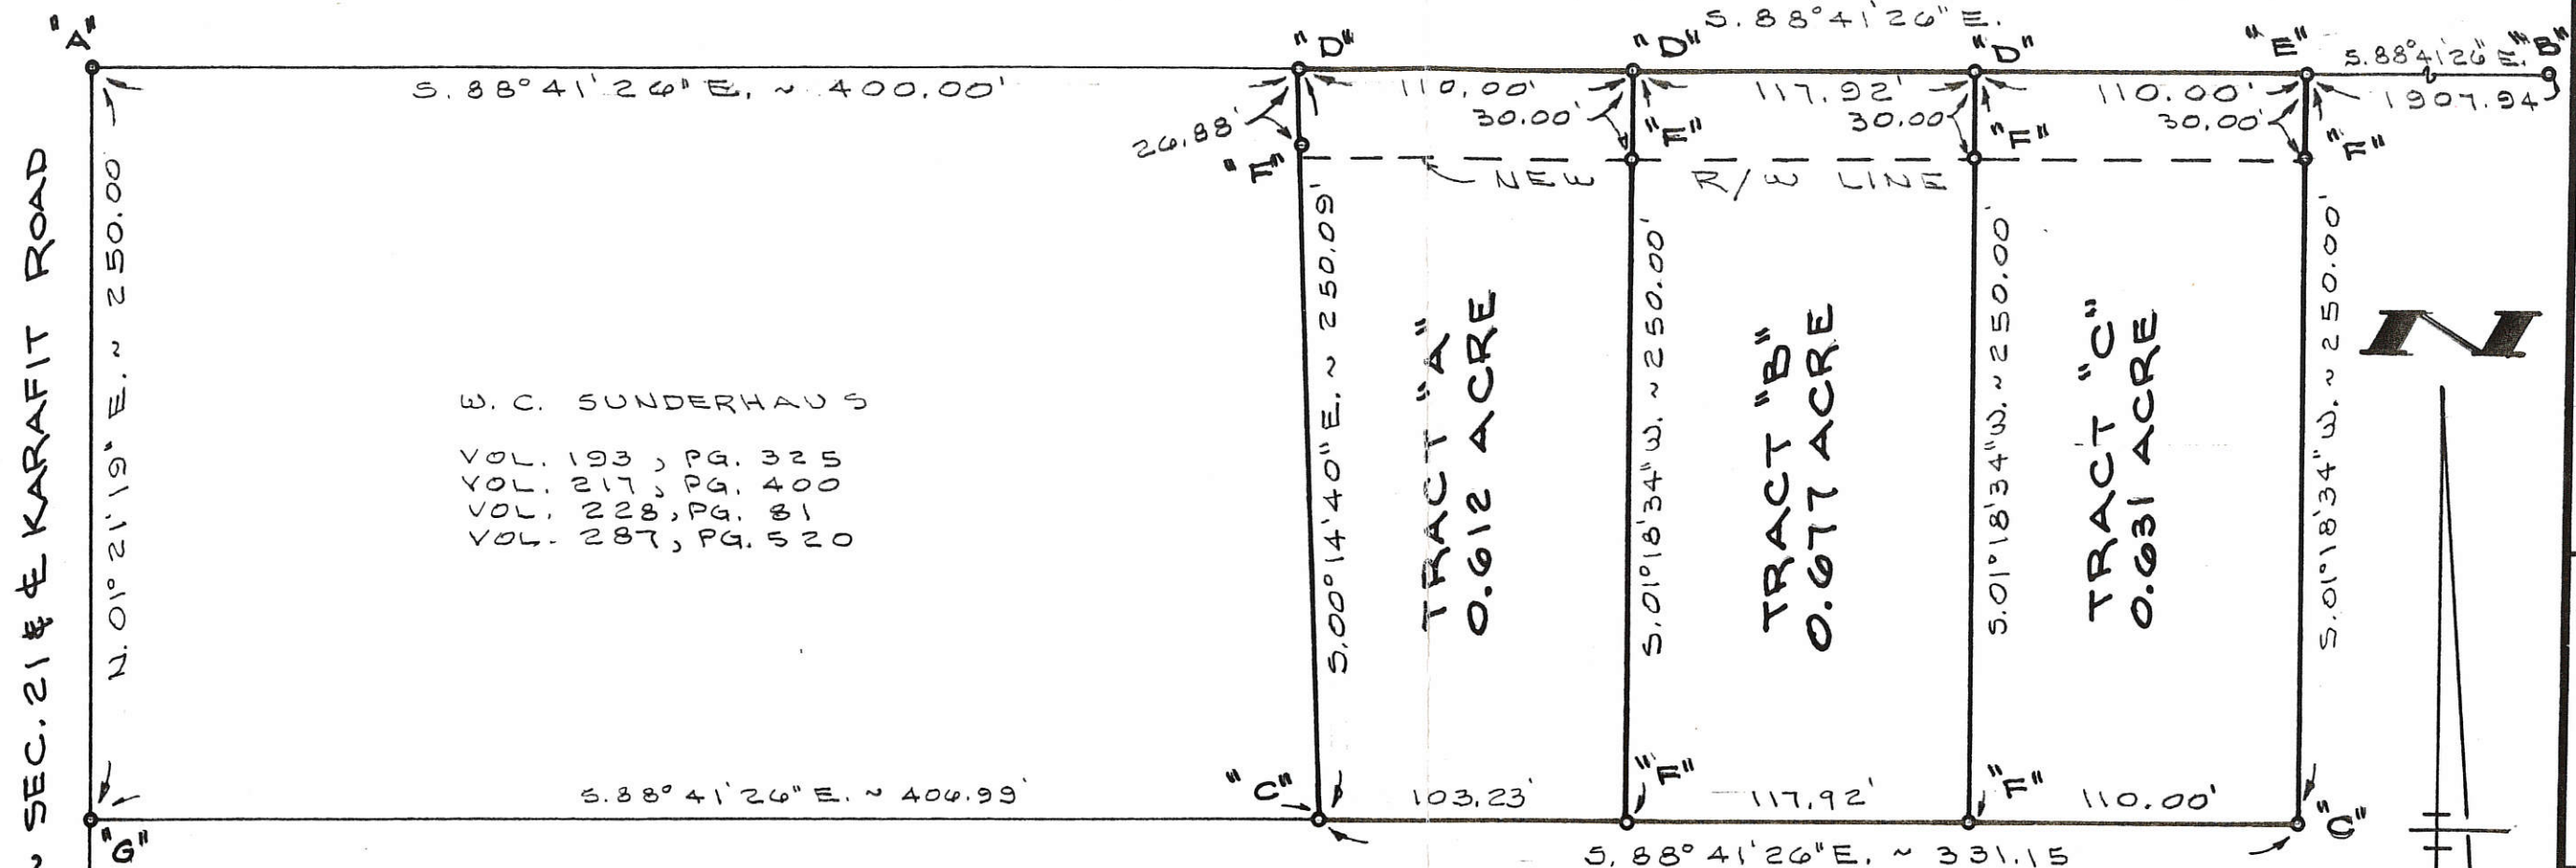 S. 88° 41' 26" E.
"A"
"D"
"D"
"D"
"E"
"B"
S. 88° 41' 26" E. ~ 400.00'
110.00'
117.92'
110.00'
S. 88° 41' 26" E. ~
1907.94'
26.88'
30.00'
30.00'
30.00'
"F"
"F"
"F"
"F"
NEW R/W LINE
~ SEC. 21 & ℄ KARAFIT ROAD
N. 01° 21' 19" E. ~ 250.00
W. C. SUNDERHAUS
VOL. 193, PG. 325
VOL. 217, PG. 400
VOL. 228, PG. 81
VOL. 287, PG. 520
S. 00° 14' 40" E. ~ 250.09'
TRACT "A"
0.612 ACRE
S. 01° 18' 34" W. ~ 250.00'
TRACT "B"
0.677 ACRE
S. 01° 18' 34" W. ~ 250.00'
TRACT "C"
0.631 ACRE
S. 01° 18' 34" W. ~ 250.00'
N
S. 88° 41' 26" E. ~ 406.99'
"C"
103.23'
"F"
117.92'
"F"
110.00'
"C"
"G"
S. 88° 41' 26" E. ~ 331.15